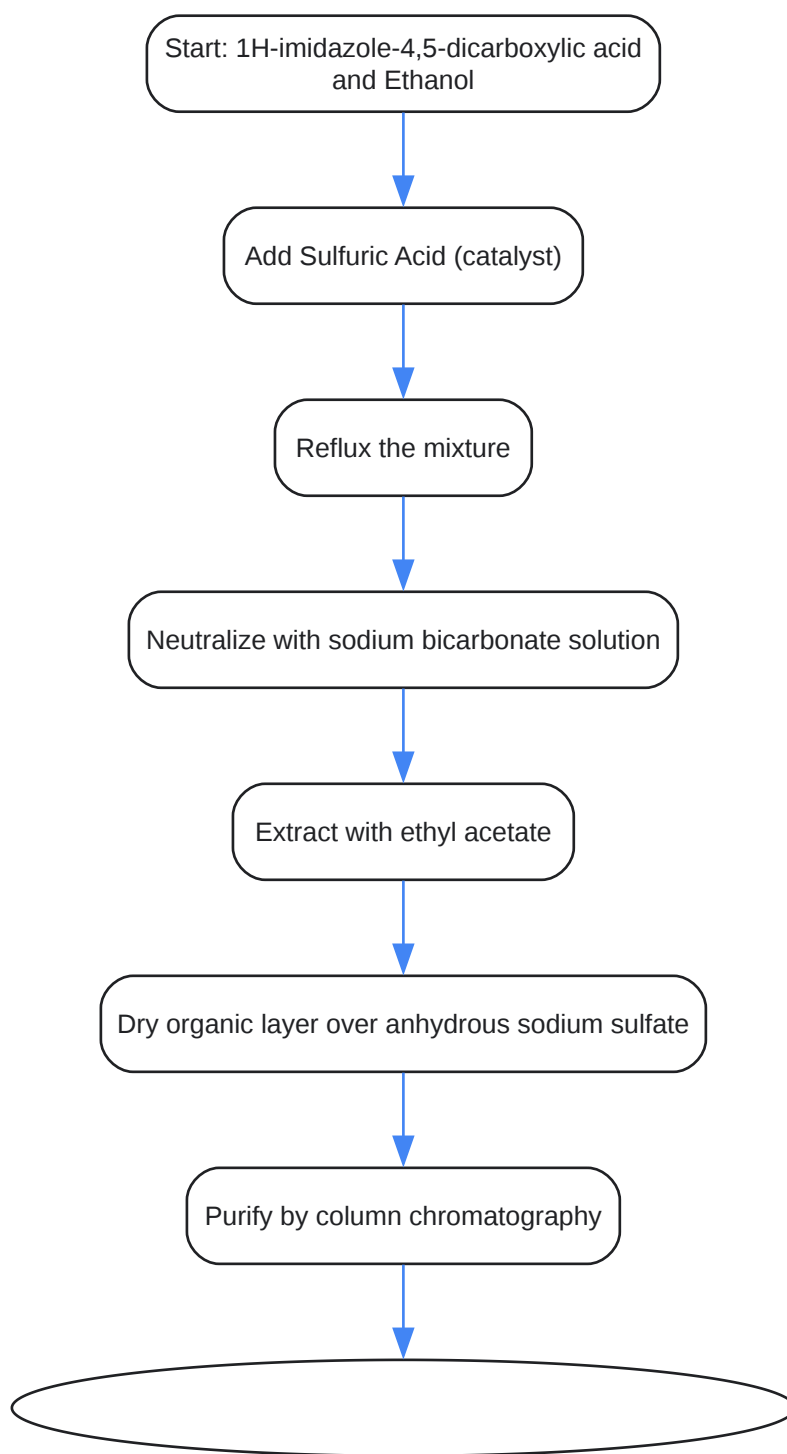 Start: 1H-imidazole-4,5-dicarboxylic acid
and Ethanol
Add Sulfuric Acid (catalyst)
Reflux the mixture
Neutralize with sodium bicarbonate solution
Extract with ethyl acetate
Dry organic layer over anhydrous sodium sulfate
Purify by column chromatography